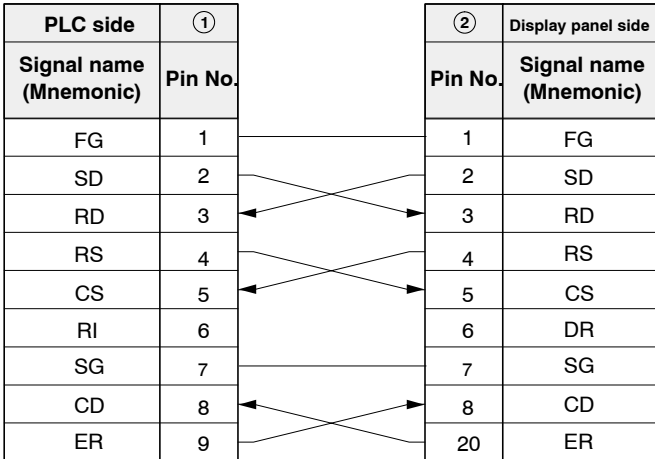 PLC side ① ② Display panel side
Signal name (Mnemonic) Pin No. Pin No. Signal name (Mnemonic)
FG 1 1 FG
SD 2 2 SD
RD 3 3 RD
RS 4 4 RS
CS 5 5 CS
RI 6 6 DR
SG 7 7 SG
CD 8 8 CD
ER 9 20 ER